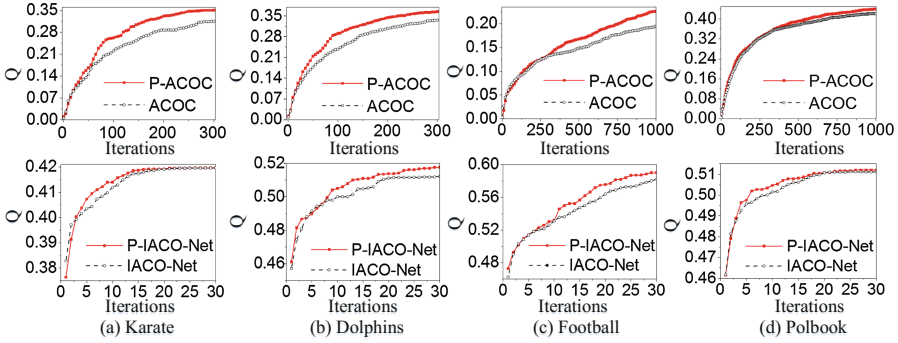 0.35
0.28
0.21
0.14
0.07
0.00
Q
P-ACOC
ACOC
0 100 200 300
Iterations
0.35
0.28
0.21
0.14
0.07
0.00
Q
P-ACOC
ACOC
0 100 200 300
Iterations
0.20
0.15
0.10
0.05
0.00
Q
P-ACOC
ACOC
0 250 500 750 1000
Iterations
0.40
0.32
0.24
0.16
0.08
0.00
Q
P-ACOC
ACOC
0 250 500 750 1000
Iterations
0.42
0.41
0.40
0.39
0.38
Q
P-IACO-Net
IACO-Net
0 5 10 15 20 25 30
Iterations
(a) Karate
0.52
0.50
0.48
0.46
Q
P-IACO-Net
IACO-Net
0 5 10 15 20 25 30
Iterations
(b) Dolphins
0.60
0.56
0.52
0.48
Q
P-IACO-Net
IACO-Net
0 5 10 15 20 25 30
Iterations
(c) Football
0.51
0.50
0.49
0.48
0.47
0.46
Q
P-IACO-Net
IACO-Net
0 5 10 15 20 25 30
Iterations
(d) Polbook